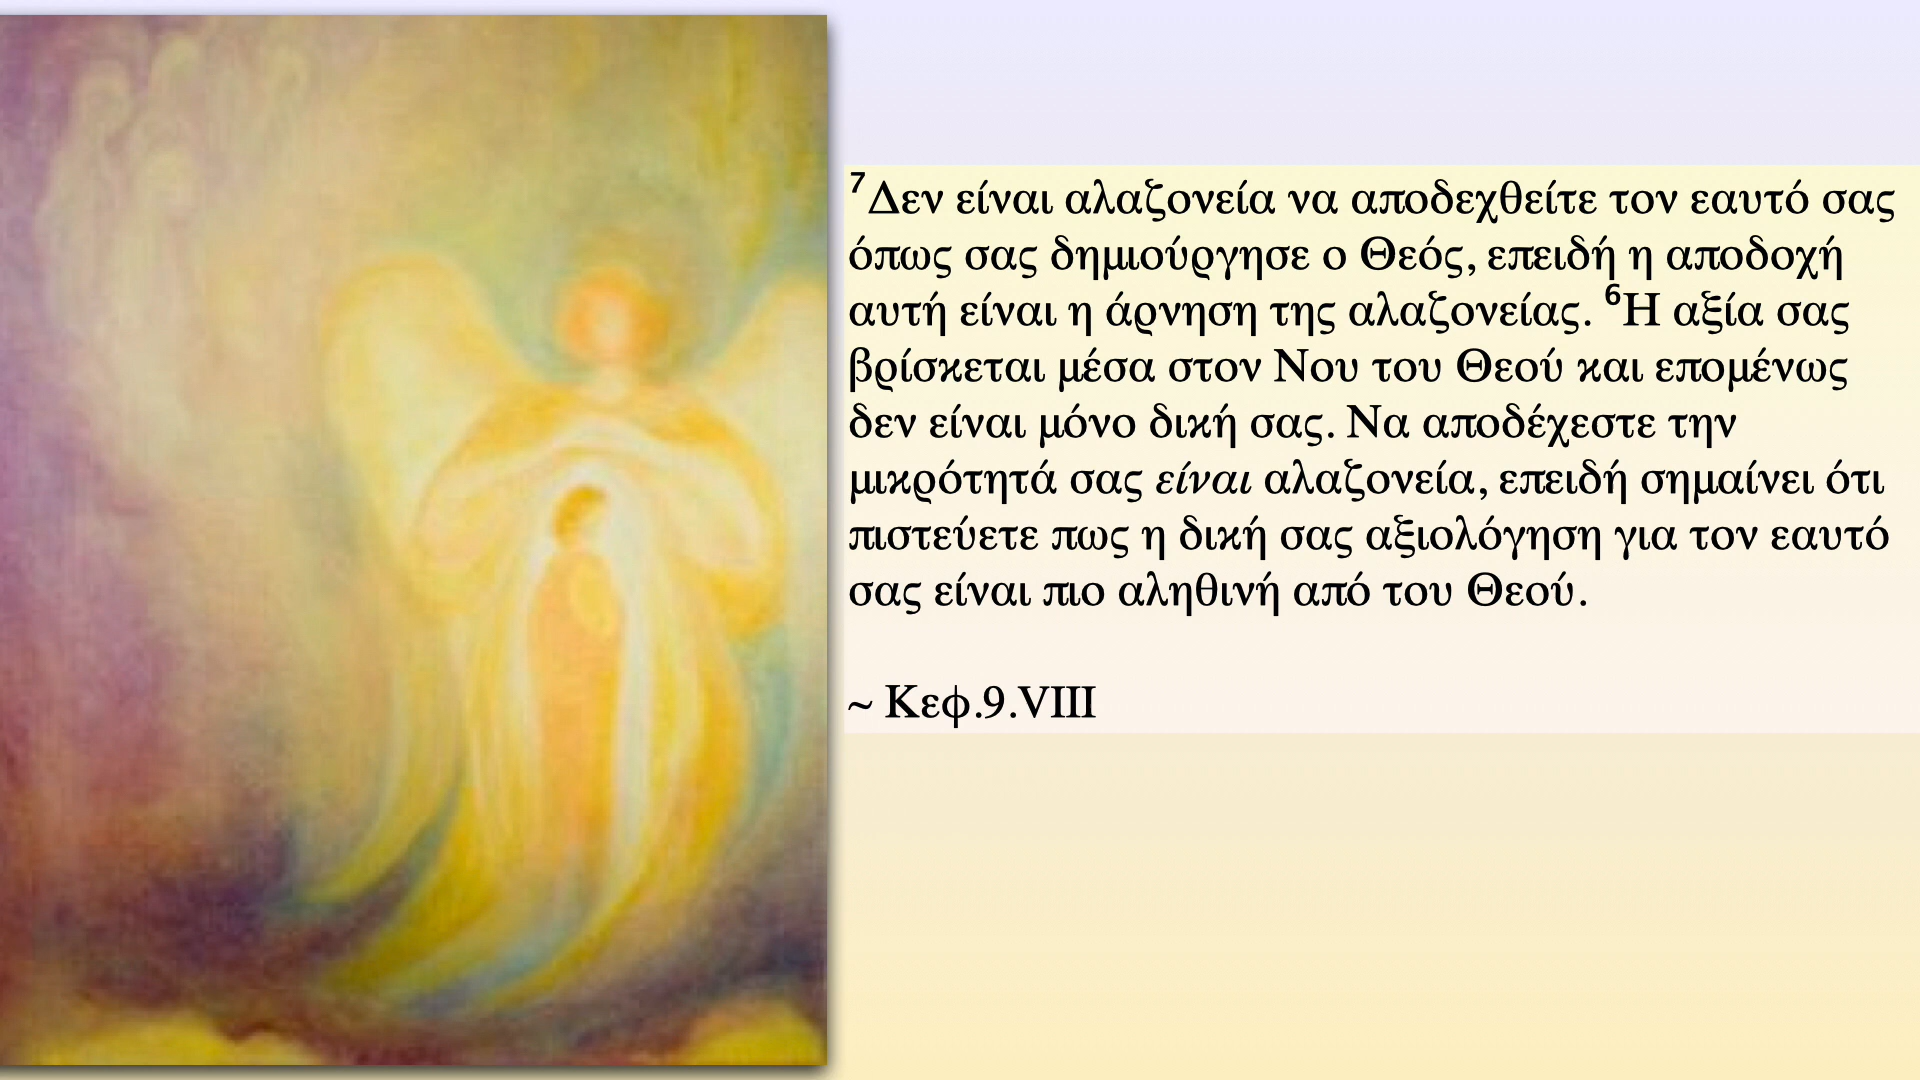 ⁷Δεν είναι αλαζονεία να αποδεχθείτε τον εαυτό σας
όπως σας δημιούργησε ο Θεός, επειδή η αποδοχή
αυτή είναι η άρνηση της αλαζονείας. ⁶Η αξία σας
βρίσκεται μέσα στον Νου του Θεού και επομένως
δεν είναι μόνο δική σας. Να αποδέχεστε την
μικρότητά σας είναι αλαζονεία, επειδή σημαίνει ότι
πιστεύετε πως η δική σας αξιολόγηση για τον εαυτό
σας είναι πιο αληθινή από του Θεού.
~ Κεφ.9.VIII